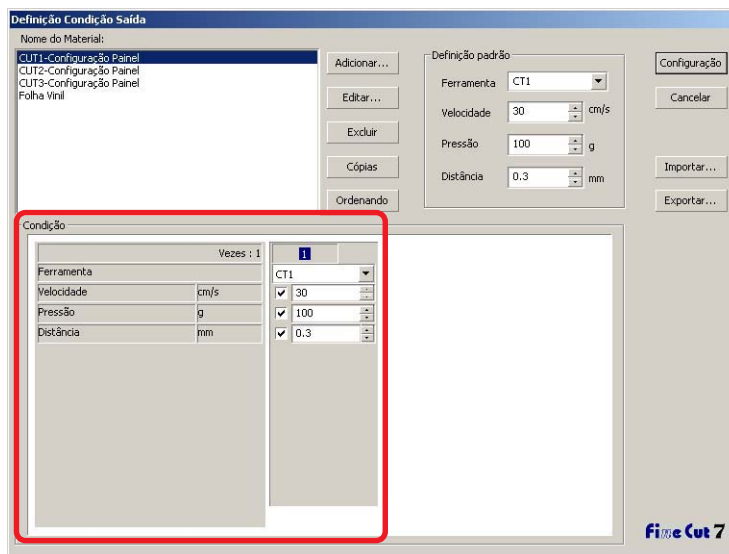 Definição Condição Saída
Nome do Material:
CUT1-Configuração Painel
CUT2-Configuração Painel
CUT3-Configuração Painel
Folha Vinil
Adicionar...
Editar...
Excluir
Cópias
Ordenando
Definição padrão
Ferramenta CT1
Velocidade 30 cm/s
Pressão 100 g
Distância 0.3 mm
Configuração
Cancelar
Importar...
Exportar...
Condição
Vezes : 1 1
Ferramenta CT1
Velocidade cm/s 30
Pressão g 100
Distância mm 0.3
Fine Cut 7